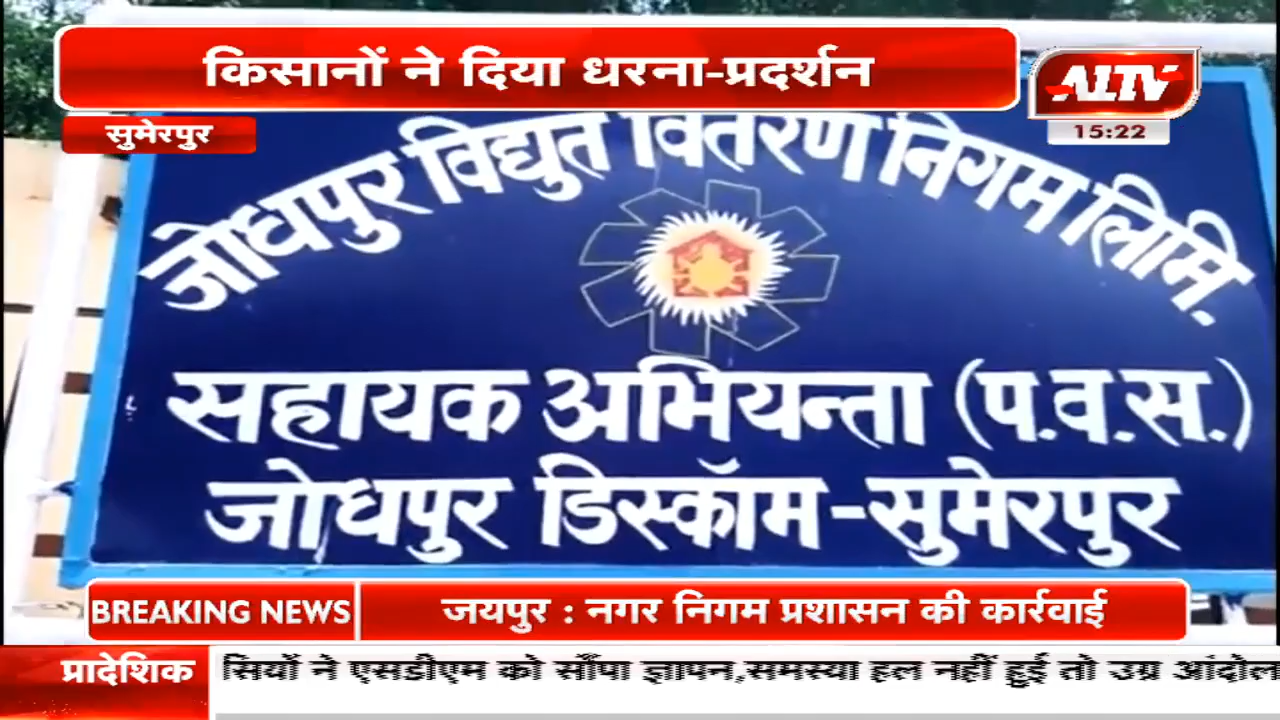 किसानों ने दिया धरना-प्रदर्शन
ALTV
सुमेरपुर
15:22
जोधपुर विद्युत वितरण निगम लिमि.
सहायक अभियन्ता (प.व.स.)
जोधपुर डिस्कॉम-सुमेरपुर
BREAKING NEWS
जयपुर : नगर निगम प्रशासन की कार्रवाई
प्रादेशिक
ने एसडीएम को सौंपा ज्ञापन,समस्या हल नहीं हुई तो उग्र